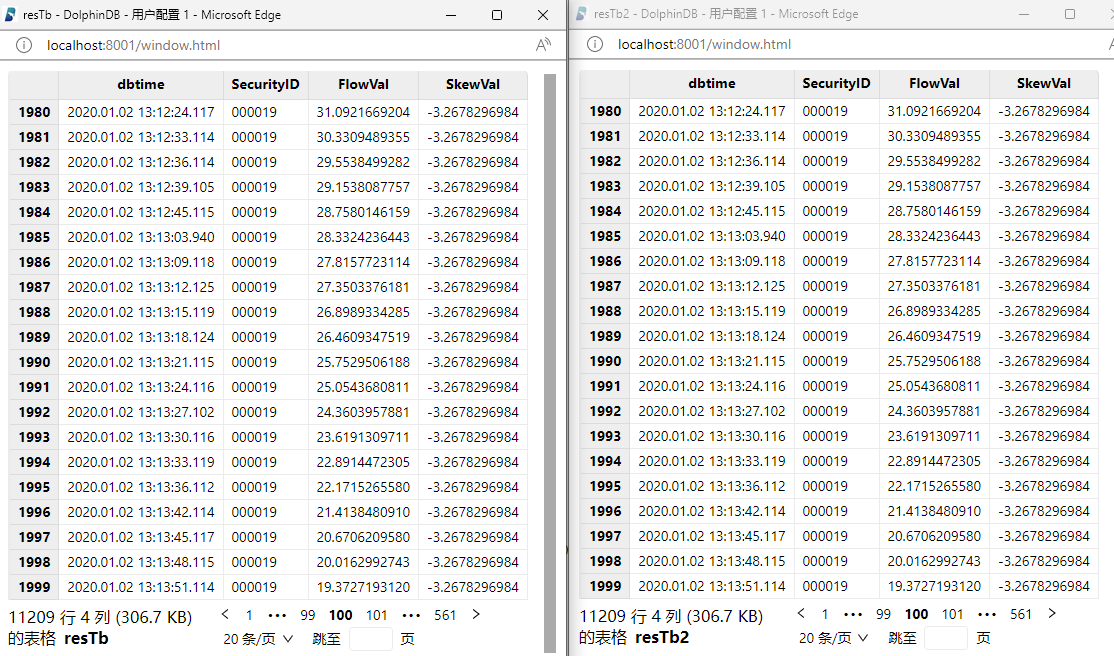 resTb - DolphinDB - 用户配置 1 - Microsoft Edge
localhost:8001/window.html
dbtime SecurityID FlowVal SkewVal
1980 2020.01.02 13:12:24.117 000019 31.0921669204 -3.2678296984
1981 2020.01.02 13:12:33.114 000019 30.3309489355 -3.2678296984
1982 2020.01.02 13:12:36.114 000019 29.5538499282 -3.2678296984
1983 2020.01.02 13:12:39.105 000019 29.1538087757 -3.2678296984
1984 2020.01.02 13:12:45.115 000019 28.7580146159 -3.2678296984
1985 2020.01.02 13:13:03.940 000019 28.3324236443 -3.2678296984
1986 2020.01.02 13:13:09.118 000019 27.8157723114 -3.2678296984
1987 2020.01.02 13:13:12.125 000019 27.3503376181 -3.2678296984
1988 2020.01.02 13:13:15.119 000019 26.8989334285 -3.2678296984
1989 2020.01.02 13:13:18.124 000019 26.4609347519 -3.2678296984
1990 2020.01.02 13:13:21.115 000019 25.7529506188 -3.2678296984
1991 2020.01.02 13:13:24.116 000019 25.0543680811 -3.2678296984
1992 2020.01.02 13:13:27.102 000019 24.3603957881 -3.2678296984
1993 2020.01.02 13:13:30.116 000019 23.6191309711 -3.2678296984
1994 2020.01.02 13:13:33.119 000019 22.8914472305 -3.2678296984
1995 2020.01.02 13:13:36.112 000019 22.1715265580 -3.2678296984
1996 2020.01.02 13:13:42.114 000019 21.4138480910 -3.2678296984
1997 2020.01.02 13:13:45.117 000019 20.6706209580 -3.2678296984
1998 2020.01.02 13:13:48.115 000019 20.0162992743 -3.2678296984
1999 2020.01.02 13:13:51.114 000019 19.3727193120 -3.2678296984
11209 行 4 列 (306.7 KB) < 1 ••• 99 100 101 ••• 561 >
的表格 resTb 20 条/页 跳至 页
resTb2 - DolphinDB - 用户配置 1 - Microsoft Edge
localhost:8001/window.html
dbtime SecurityID FlowVal SkewVal
1980 2020.01.02 13:12:24.117 000019 31.0921669204 -3.2678296984
1981 2020.01.02 13:12:33.114 000019 30.3309489355 -3.2678296984
1982 2020.01.02 13:12:36.114 000019 29.5538499282 -3.2678296984
1983 2020.01.02 13:12:39.105 000019 29.1538087757 -3.2678296984
1984 2020.01.02 13:12:45.115 000019 28.7580146159 -3.2678296984
1985 2020.01.02 13:13:03.940 000019 28.3324236443 -3.2678296984
1986 2020.01.02 13:13:09.118 000019 27.8157723114 -3.2678296984
1987 2020.01.02 13:13:12.125 000019 27.3503376181 -3.2678296984
1988 2020.01.02 13:13:15.119 000019 26.8989334285 -3.2678296984
1989 2020.01.02 13:13:18.124 000019 26.4609347519 -3.2678296984
1990 2020.01.02 13:13:21.115 000019 25.7529506188 -3.2678296984
1991 2020.01.02 13:13:24.116 000019 25.0543680811 -3.2678296984
1992 2020.01.02 13:13:27.102 000019 24.3603957881 -3.2678296984
1993 2020.01.02 13:13:30.116 000019 23.6191309711 -3.2678296984
1994 2020.01.02 13:13:33.119 000019 22.8914472305 -3.2678296984
1995 2020.01.02 13:13:36.112 000019 22.1715265580 -3.2678296984
1996 2020.01.02 13:13:42.114 000019 21.4138480910 -3.2678296984
1997 2020.01.02 13:13:45.117 000019 20.6706209580 -3.2678296984
1998 2020.01.02 13:13:48.115 000019 20.0162992743 -3.2678296984
1999 2020.01.02 13:13:51.114 000019 19.3727193120 -3.2678296984
11209 行 4 列 (306.7 KB) < 1 ••• 99 100 101 ••• 561 >
的表格 resTb2 20 条/页 跳至 页